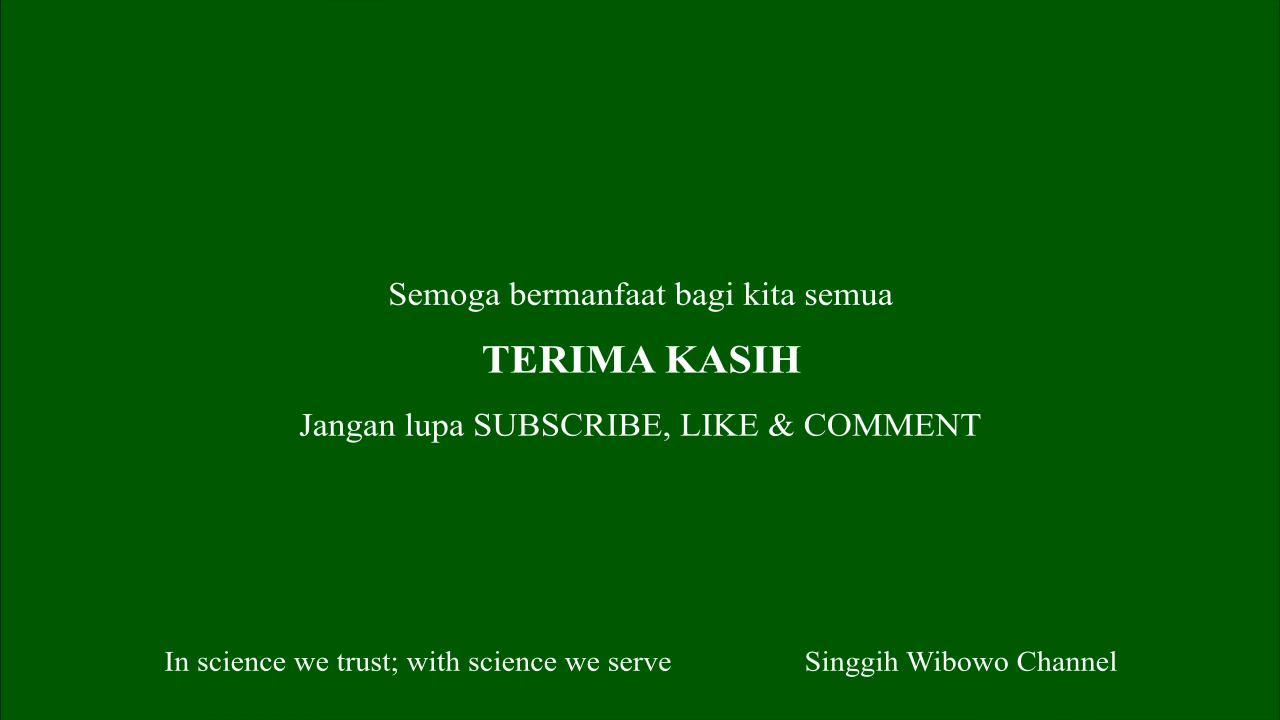 Semoga bermanfaat bagi kita semua
TERIMA KASIH
Jangan lupa SUBSCRIBE, LIKE & COMMENT
In science we trust; with science we serve
Singgih Wibowo Channel